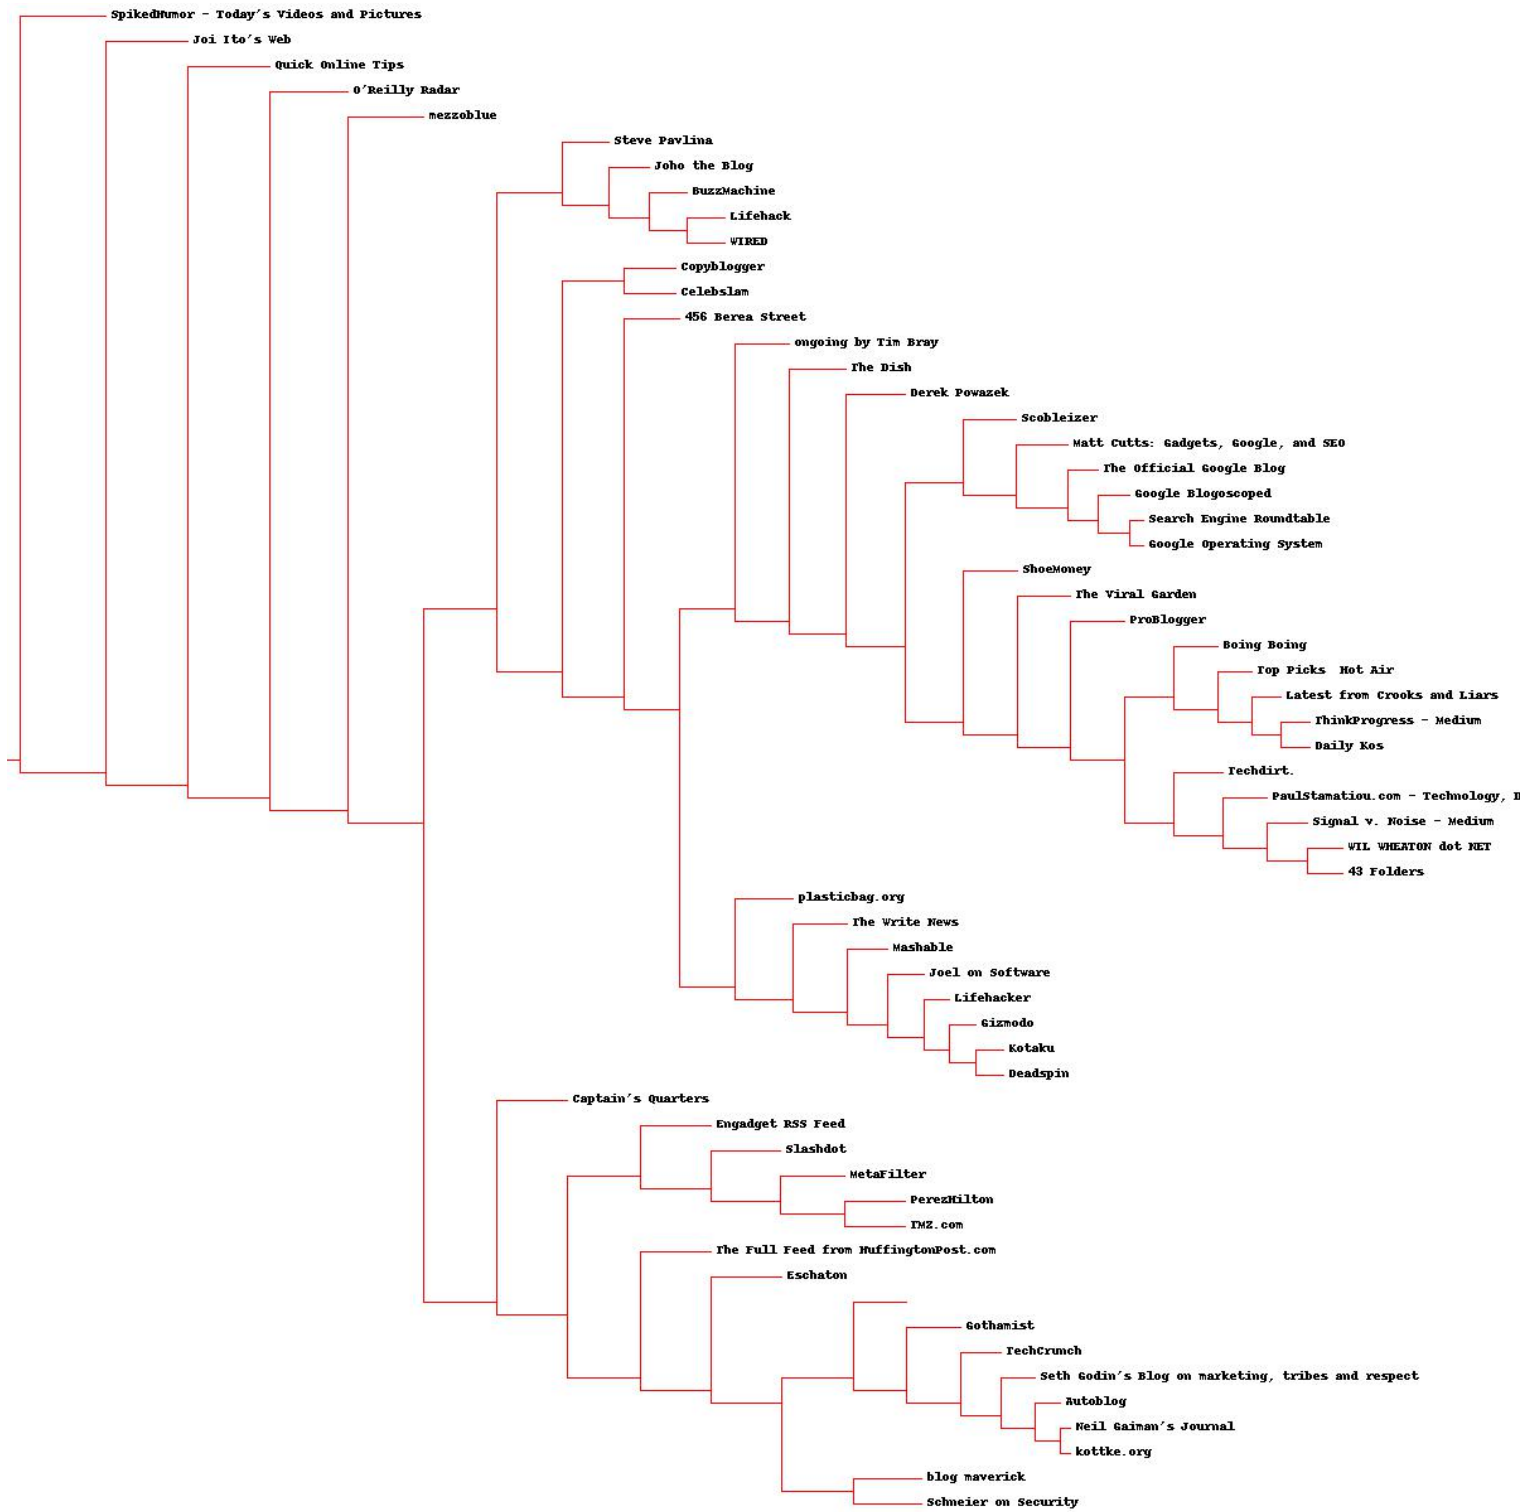 SpikedHumor - Today's Videos and Pictures
Joi Ito's Web
Quick Online Tips
O'Reilly Radar
mezzoblue
Steve Pavlina
Joho the Blog
BuzzMachine
Lifehack
WIRED
Copyblogger
Celebslam
456 Berea Street
ongoing by Tim Bray
The Dish
Derek Powazek
Scobleizer
Matt Cutts: Gadgets, Google, and SEO
The Official Google Blog
Google Blogoscoped
Search Engine Roundtable
Google Operating System
ShoeMoney
The Viral Garden
ProBlogger
Boing Boing
Top Picks  Hot Air
Latest from Crooks and Liars
ThinkProgress - Medium
Daily Kos
Techdirt.
PaulStamatiou.com - Technology,
Signal v. Noise - Medium
WIL WHEATON dot NET
43 Folders
plasticbag.org
The Write News
Mashable
Joel on Software
Lifehacker
Gizmodo
Kotaku
Deadspin
Captain's Quarters
Engadget RSS Feed
Slashdot
MetaFilter
PerezHilton
TMZ.com
The Full Feed from HuffingtonPost.com
Eschaton
Gothamist
TechCrunch
Seth Godin's Blog on marketing, tribes and respect
Autoblog
Neil Gaiman's Journal
kottke.org
blog maverick
Schneier on Security